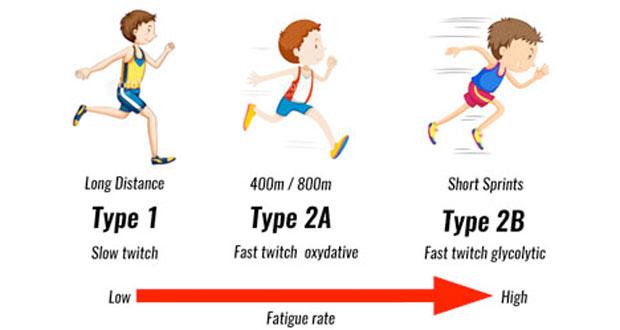 Long Distance
400m / 800m
Short Sprints
Type 1
Type 2A
Type 2B
Slow twitch
Fast twitch oxydative
Fast twitch glycolytic
Low
High
Fatigue rate